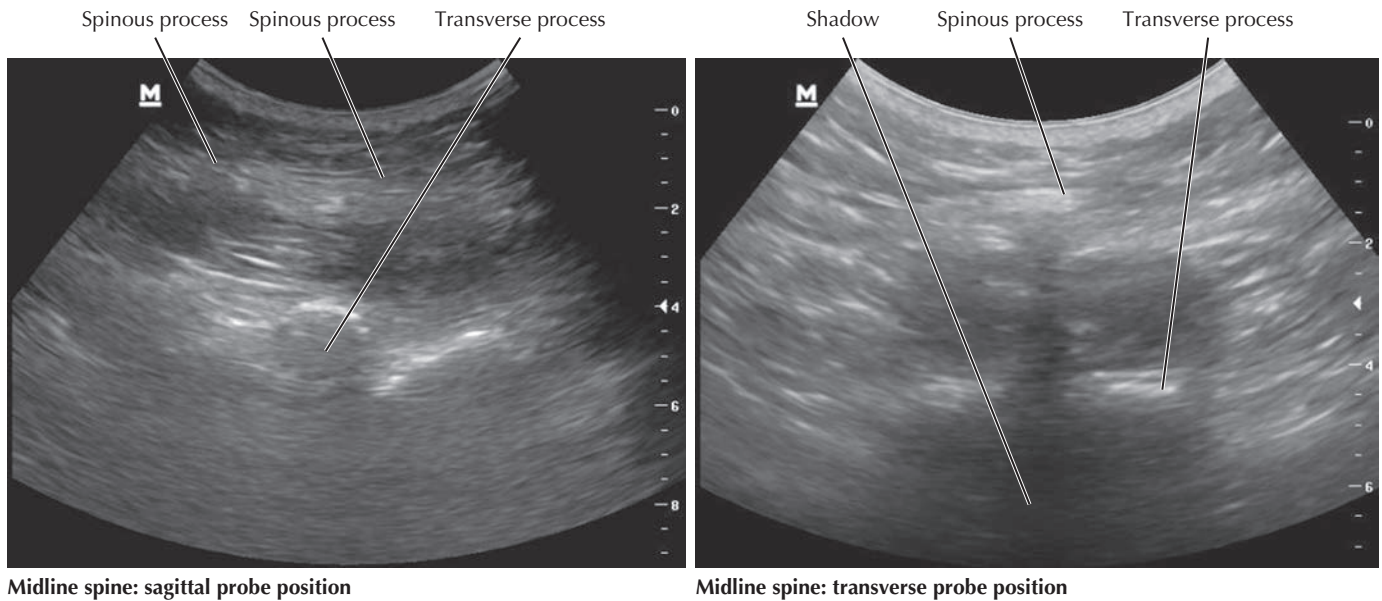 Spinous process Spinous process Transverse process
M
0
2
4
6
8
Midline spine: sagittal probe position
Shadow Spinous process Transverse process
M
0
2
4
6
Midline spine: transverse probe position